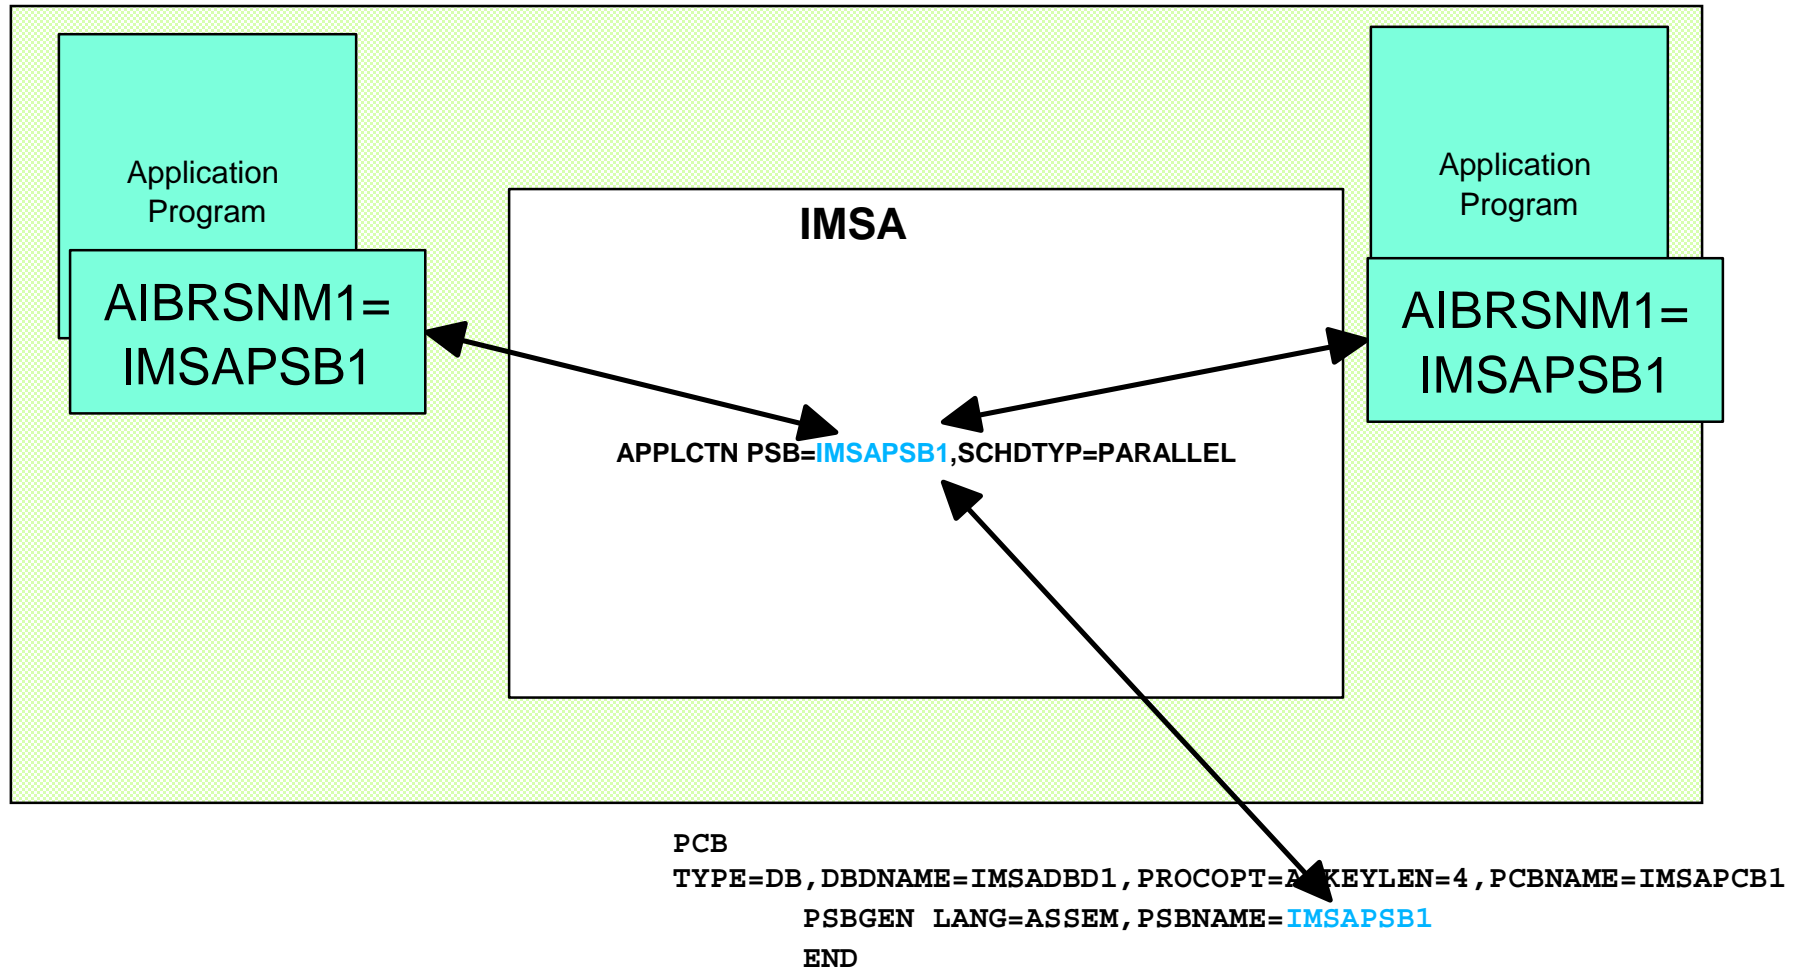 Application
Program
AIBRSNM1=
IMSAPSB1
IMSA
Application
Program
AIBRSNM1=
IMSAPSB1
APPLCTN PSB=IMSAPSB1,SCHDTYP=PARALLEL
PCB
TYPE=DB,DBDNAME=IMSADBD1,PROCOPT=A,KEYLEN=4,PCBNAME=IMSAPCB1
PSBGEN LANG=ASSEM,PSBNAME=IMSAPSB1
END